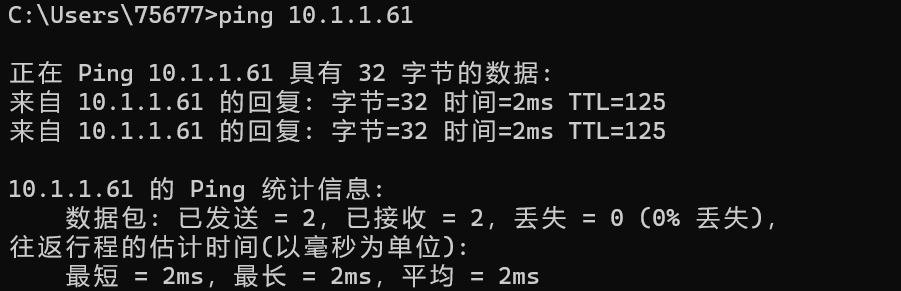 C:\Users\75677>ping 10.1.1.61
正在 Ping 10.1.1.61 具有 32 字节的数据:
来自 10.1.1.61 的回复: 字节=32 时间=2ms TTL=125
来自 10.1.1.61 的回复: 字节=32 时间=2ms TTL=125
10.1.1.61 的 Ping 统计信息:
    数据包: 已发送 = 2, 已接收 = 2, 丢失 = 0 (0% 丢失),
往返行程的估计时间(以毫秒为单位):
    最短 = 2ms, 最长 = 2ms, 平均 = 2ms